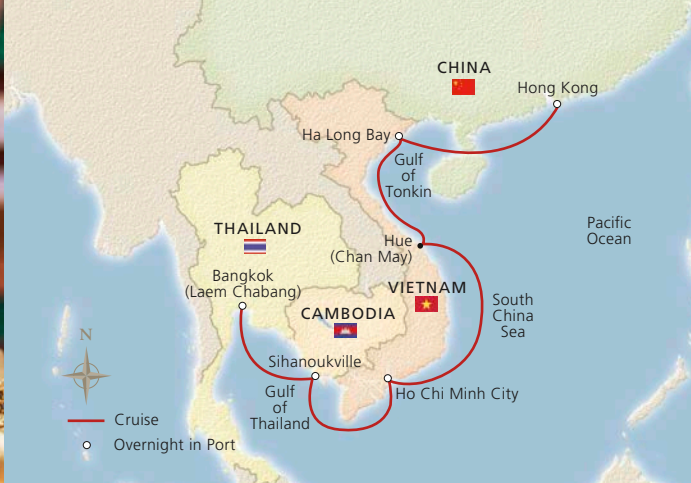 CHINA
Hong Kong
Ha Long Bay
Gulf
of
Tonkin
THAILAND
Hue
(Chan May)
Pacific
Ocean
Bangkok
(Laem Chabang)
VIETNAM
CAMBODIA
South
China
Sea
N
Sihanoukville
Gulf
of
Thailand
Ho Chi Minh City
Cruise
Overnight in Port